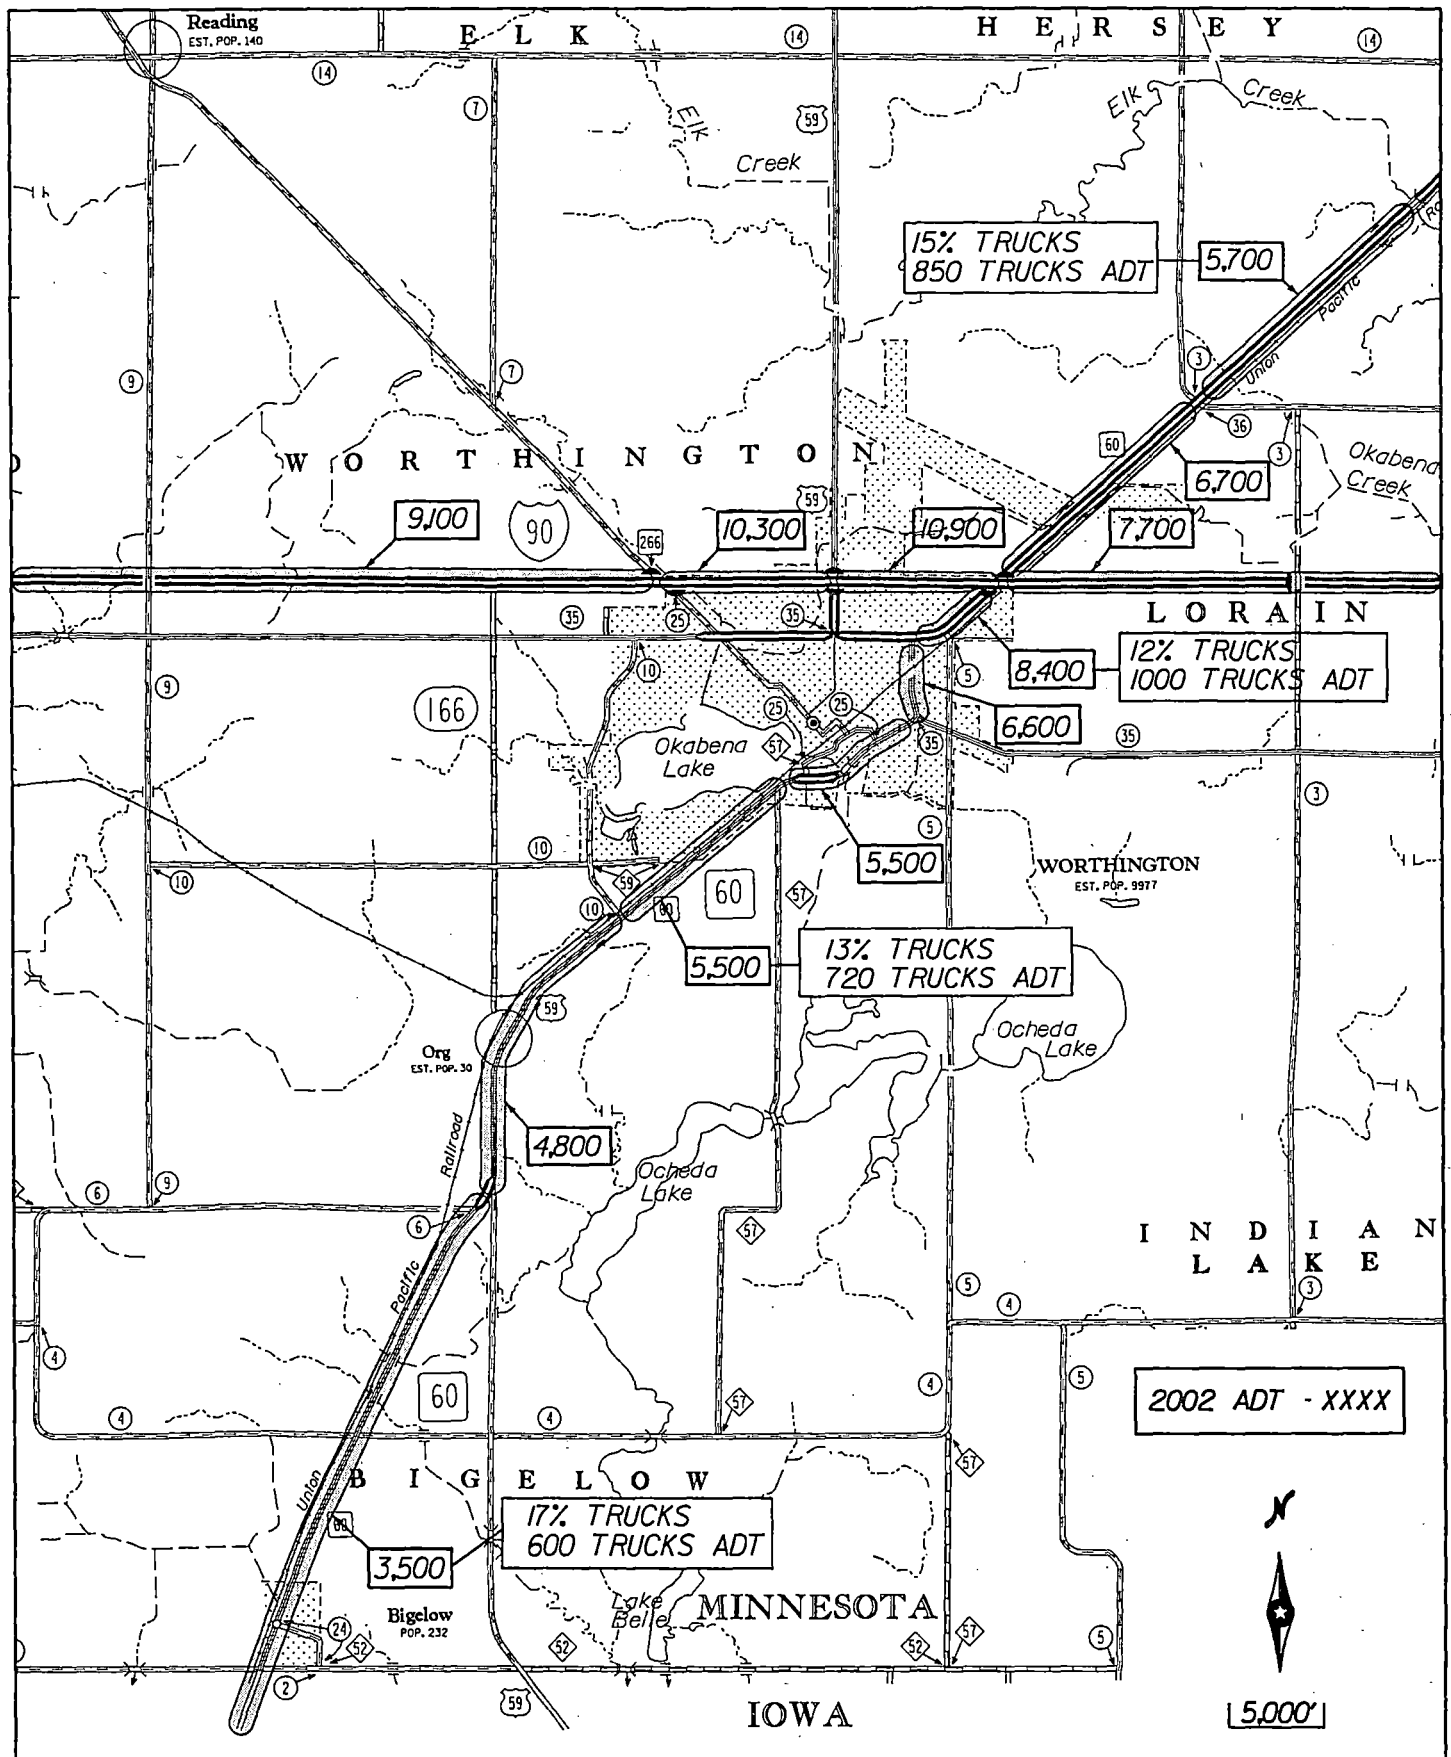 Reading
EST. POP. 140
E L K
14
H E R S E Y
14
14
7
59
Elk
Creek
Elk
Creek
15% TRUCKS
850 TRUCKS ADT
5,700
Pacific
Union
9
7
3
36
3
60
W O R T H I N G T O N
Okabena
Creek
6,700
9,100
90
266
10,300
59
10,900
7,700
35
25
35
L O R A I N
10
5
8,400
12% TRUCKS
1000 TRUCKS ADT
9
166
25
25
6,600
35
35
Okabena
Lake
57
3
10
10
59
5
5,500
WORTHINGTON
EST. POP. 9977
60
57
10
60
5,500
13% TRUCKS
720 TRUCKS ADT
59
Org
EST. POP. 30
Ocheda
Lake
Railroad
4,800
Ocheda
Lake
6
9
6
57
I N D I A N
L A K E
Pacific
5
4
3
4
60
4
4
57
4
5
2002 ADT - XXXX
57
Union
B I G E L O W
60
17% TRUCKS
600 TRUCKS ADT
3,500
N
Bigelow
POP. 232
Lake
Belle
MINNESOTA
24
52
52
52
57
5
2
59
IOWA
5,000'